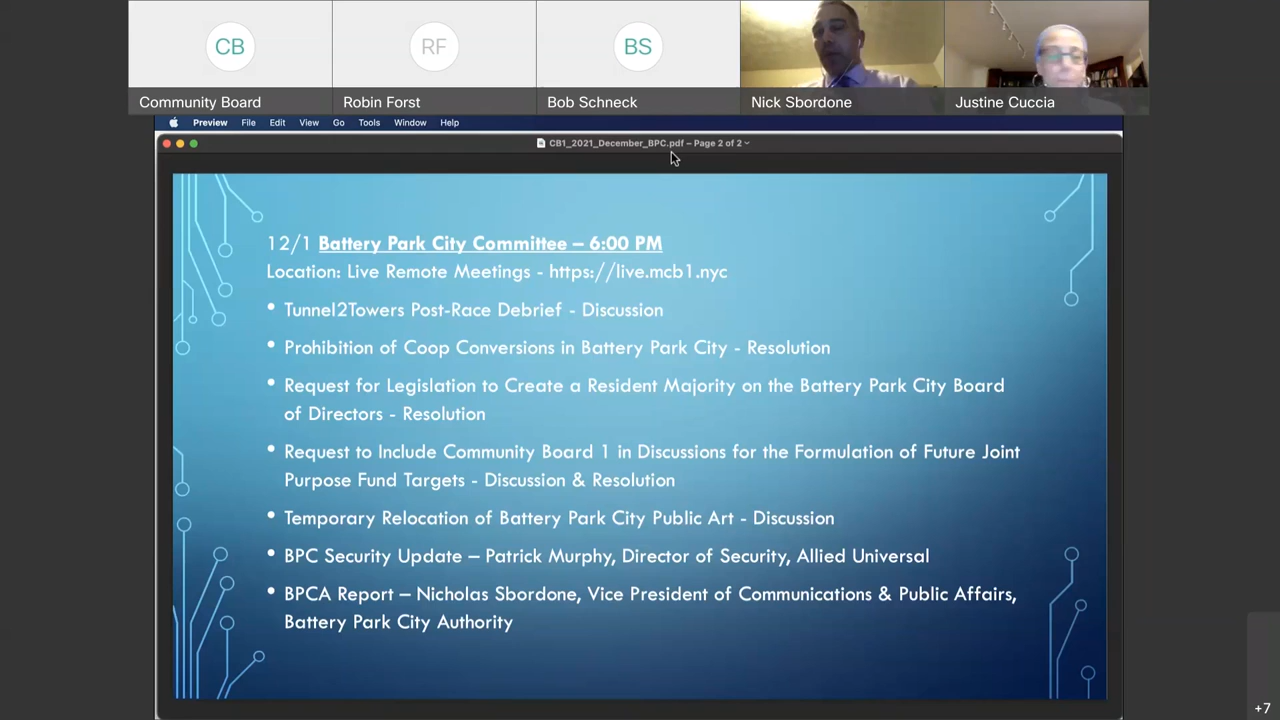 CB
RF
BS
Community Board
Robin Forst
Bob Schneck
Nick Sbordone
Justine Cuccia
Preview File Edit View Go Tools Window Help
CB1_2021_December_BPC.pdf – Page 2 of 2
12/1 Battery Park City Committee – 6:00 PM
Location: Live Remote Meetings - https://live.mcb1.nyc
• Tunnel2Towers Post-Race Debrief - Discussion
• Prohibition of Coop Conversions in Battery Park City - Resolution
• Request for Legislation to Create a Resident Majority on the Battery Park City Board
of Directors - Resolution
• Request to Include Community Board 1 in Discussions for the Formulation of Future Joint
Purpose Fund Targets - Discussion & Resolution
• Temporary Relocation of Battery Park City Public Art - Discussion
• BPC Security Update – Patrick Murphy, Director of Security, Allied Universal
• BPCA Report – Nicholas Sbordone, Vice President of Communications & Public Affairs,
Battery Park City Authority
+7